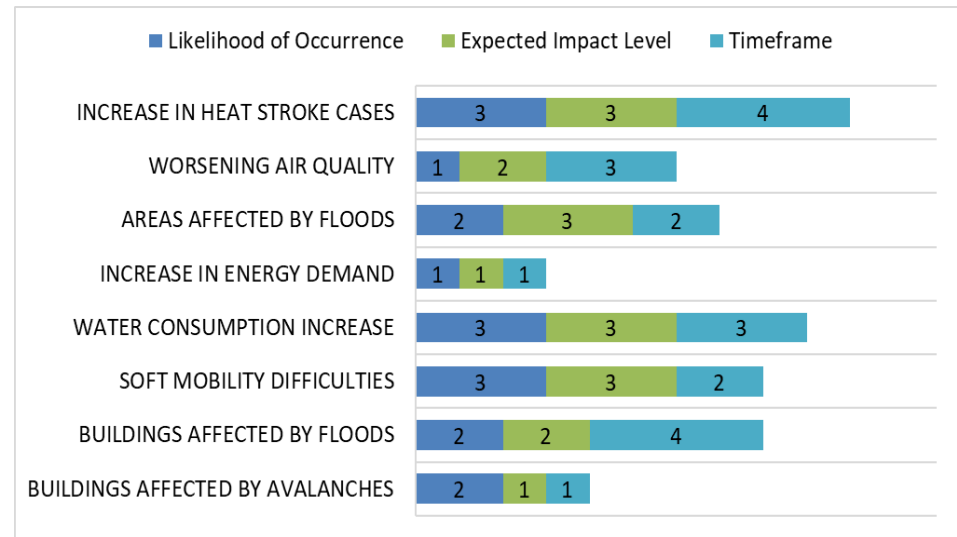 Likelihood of Occurrence Expected Impact Level Timeframe
INCREASE IN HEAT STROKE CASES 3 3 4
WORSENING AIR QUALITY 1 2 3
AREAS AFFECTED BY FLOODS 2 3 2
INCREASE IN ENERGY DEMAND 1 1 1
WATER CONSUMPTION INCREASE 3 3 3
SOFT MOBILITY DIFFICULTIES 3 3 2
BUILDINGS AFFECTED BY FLOODS 2 2 4
BUILDINGS AFFECTED BY AVALANCHES 2 1 1